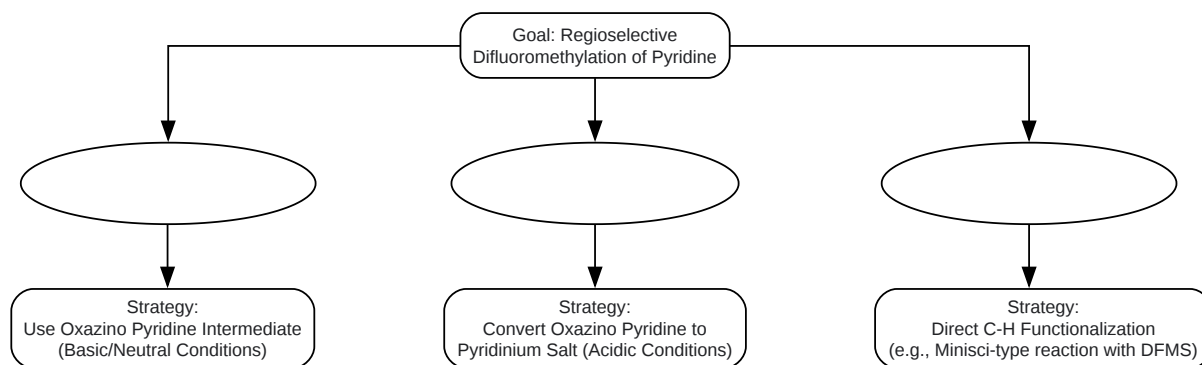 Goal: Regioselective
Difluoromethylation of Pyridine
Strategy:
Use Oxazino Pyridine Intermediate
(Basic/Neutral Conditions)
Strategy:
Convert Oxazino Pyridine to
Pyridinium Salt (Acidic Conditions)
Strategy:
Direct C-H Functionalization
(e.g., Minisci-type reaction with DFMS)